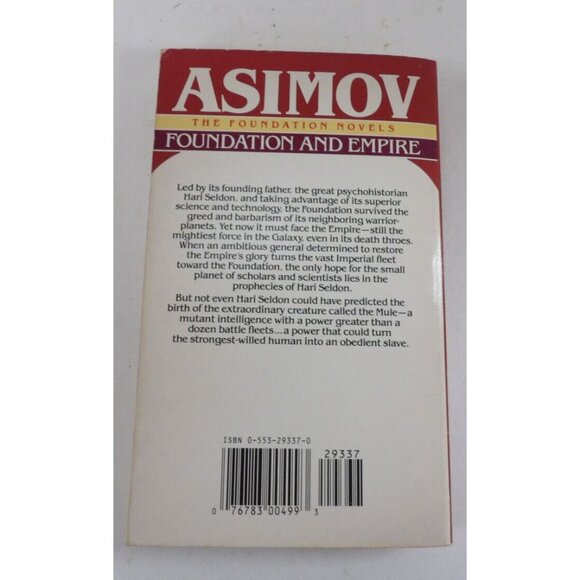 ASIMOV
THE FOUNDATION NOVELS
FOUNDATION AND EMPIRE
Led by its founding father, the great psychohistorian
Hari Seldon, and taking advantage of its superior
science and technology, the Foundation survived the
greed and barbarism of its neighboring warrior-
planets. Yet now it must face the Empire—still the
mightiest force in the Galaxy, even in its death throes.
When an ambitious general determined to restore
the Empire's glory turns the vast Imperial fleet
toward the Foundation, the only hope for the small
planet of scholars and scientists lies in the
prophecies of Hari Seldon.
But not even Hari Seldon could have predicted the
birth of the extraordinary creature called the Mule—a
mutant intelligence with a power greater than a
dozen battle fleets...a power that could turn
the strongest-willed human into an obedient slave.
ISBN 0-553-29337-0
29337
0 76783 00499 3